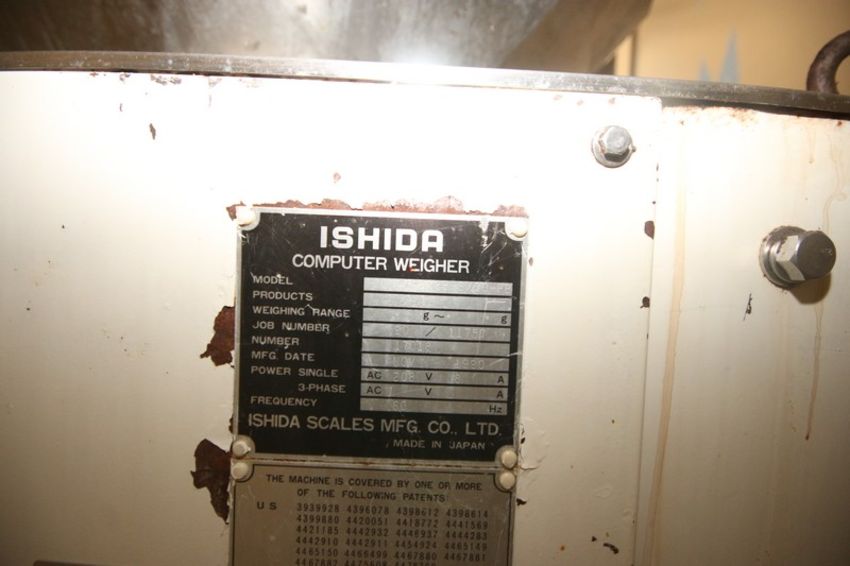 ISHIDA
COMPUTER WEIGHER
MODEL
PRODUCTS
WEIGHING RANGE g~ g
JOB NUMBER /
NUMBER
MFG. DATE
POWER SINGLE AC 208 V A
3-PHASE AC V A
FREQUENCY 60 Hz
ISHIDA SCALES MFG. CO., LTD.
MADE IN JAPAN
THE MACHINE IS COVERED BY ONE OR MORE
OF THE FOLLOWING PATENTS:
U S 3939928 4396078 4398612 4398614
4399880 4420051 4418772 4441569
4421185 4442932 4446937 4444283
4442910 4442911 4454924 4465149
4465150 4466499 4467880 4467881